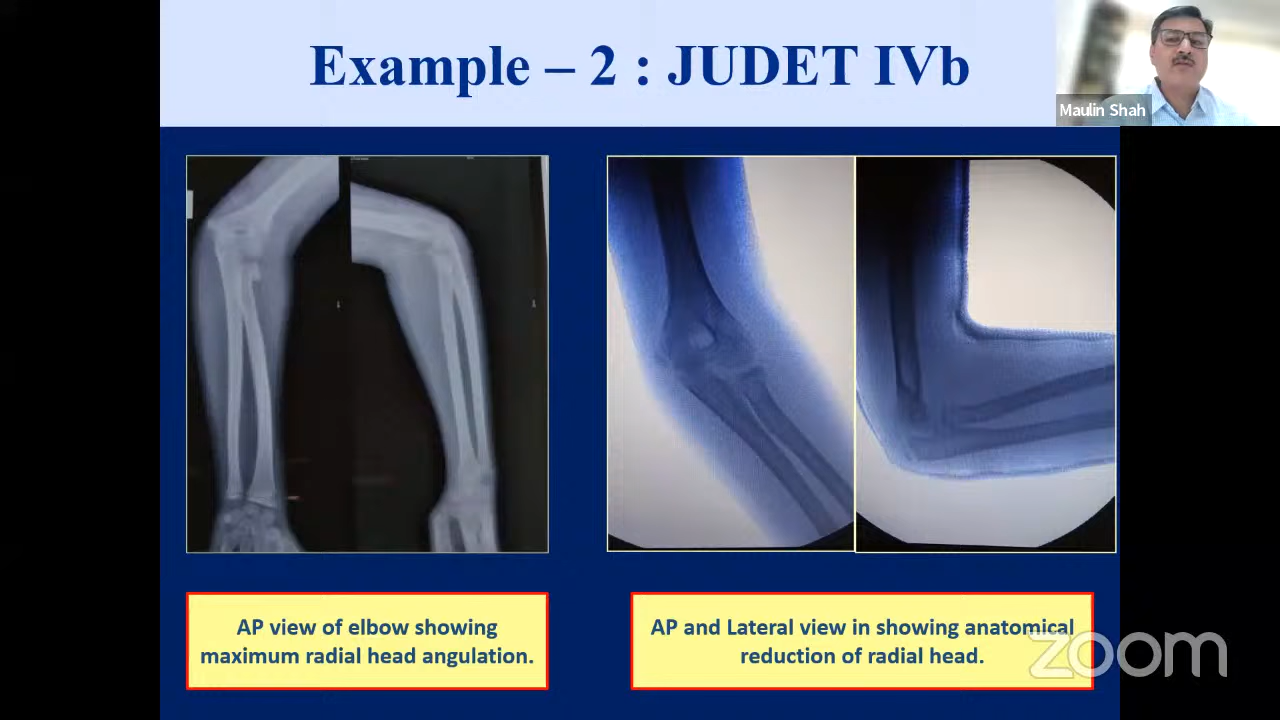 Example – 2 : JUDET IVb
Maulin Shah
AP view of elbow showing
maximum radial head angulation.
AP and Lateral view in showing anatomical
reduction of radial head.
zoom